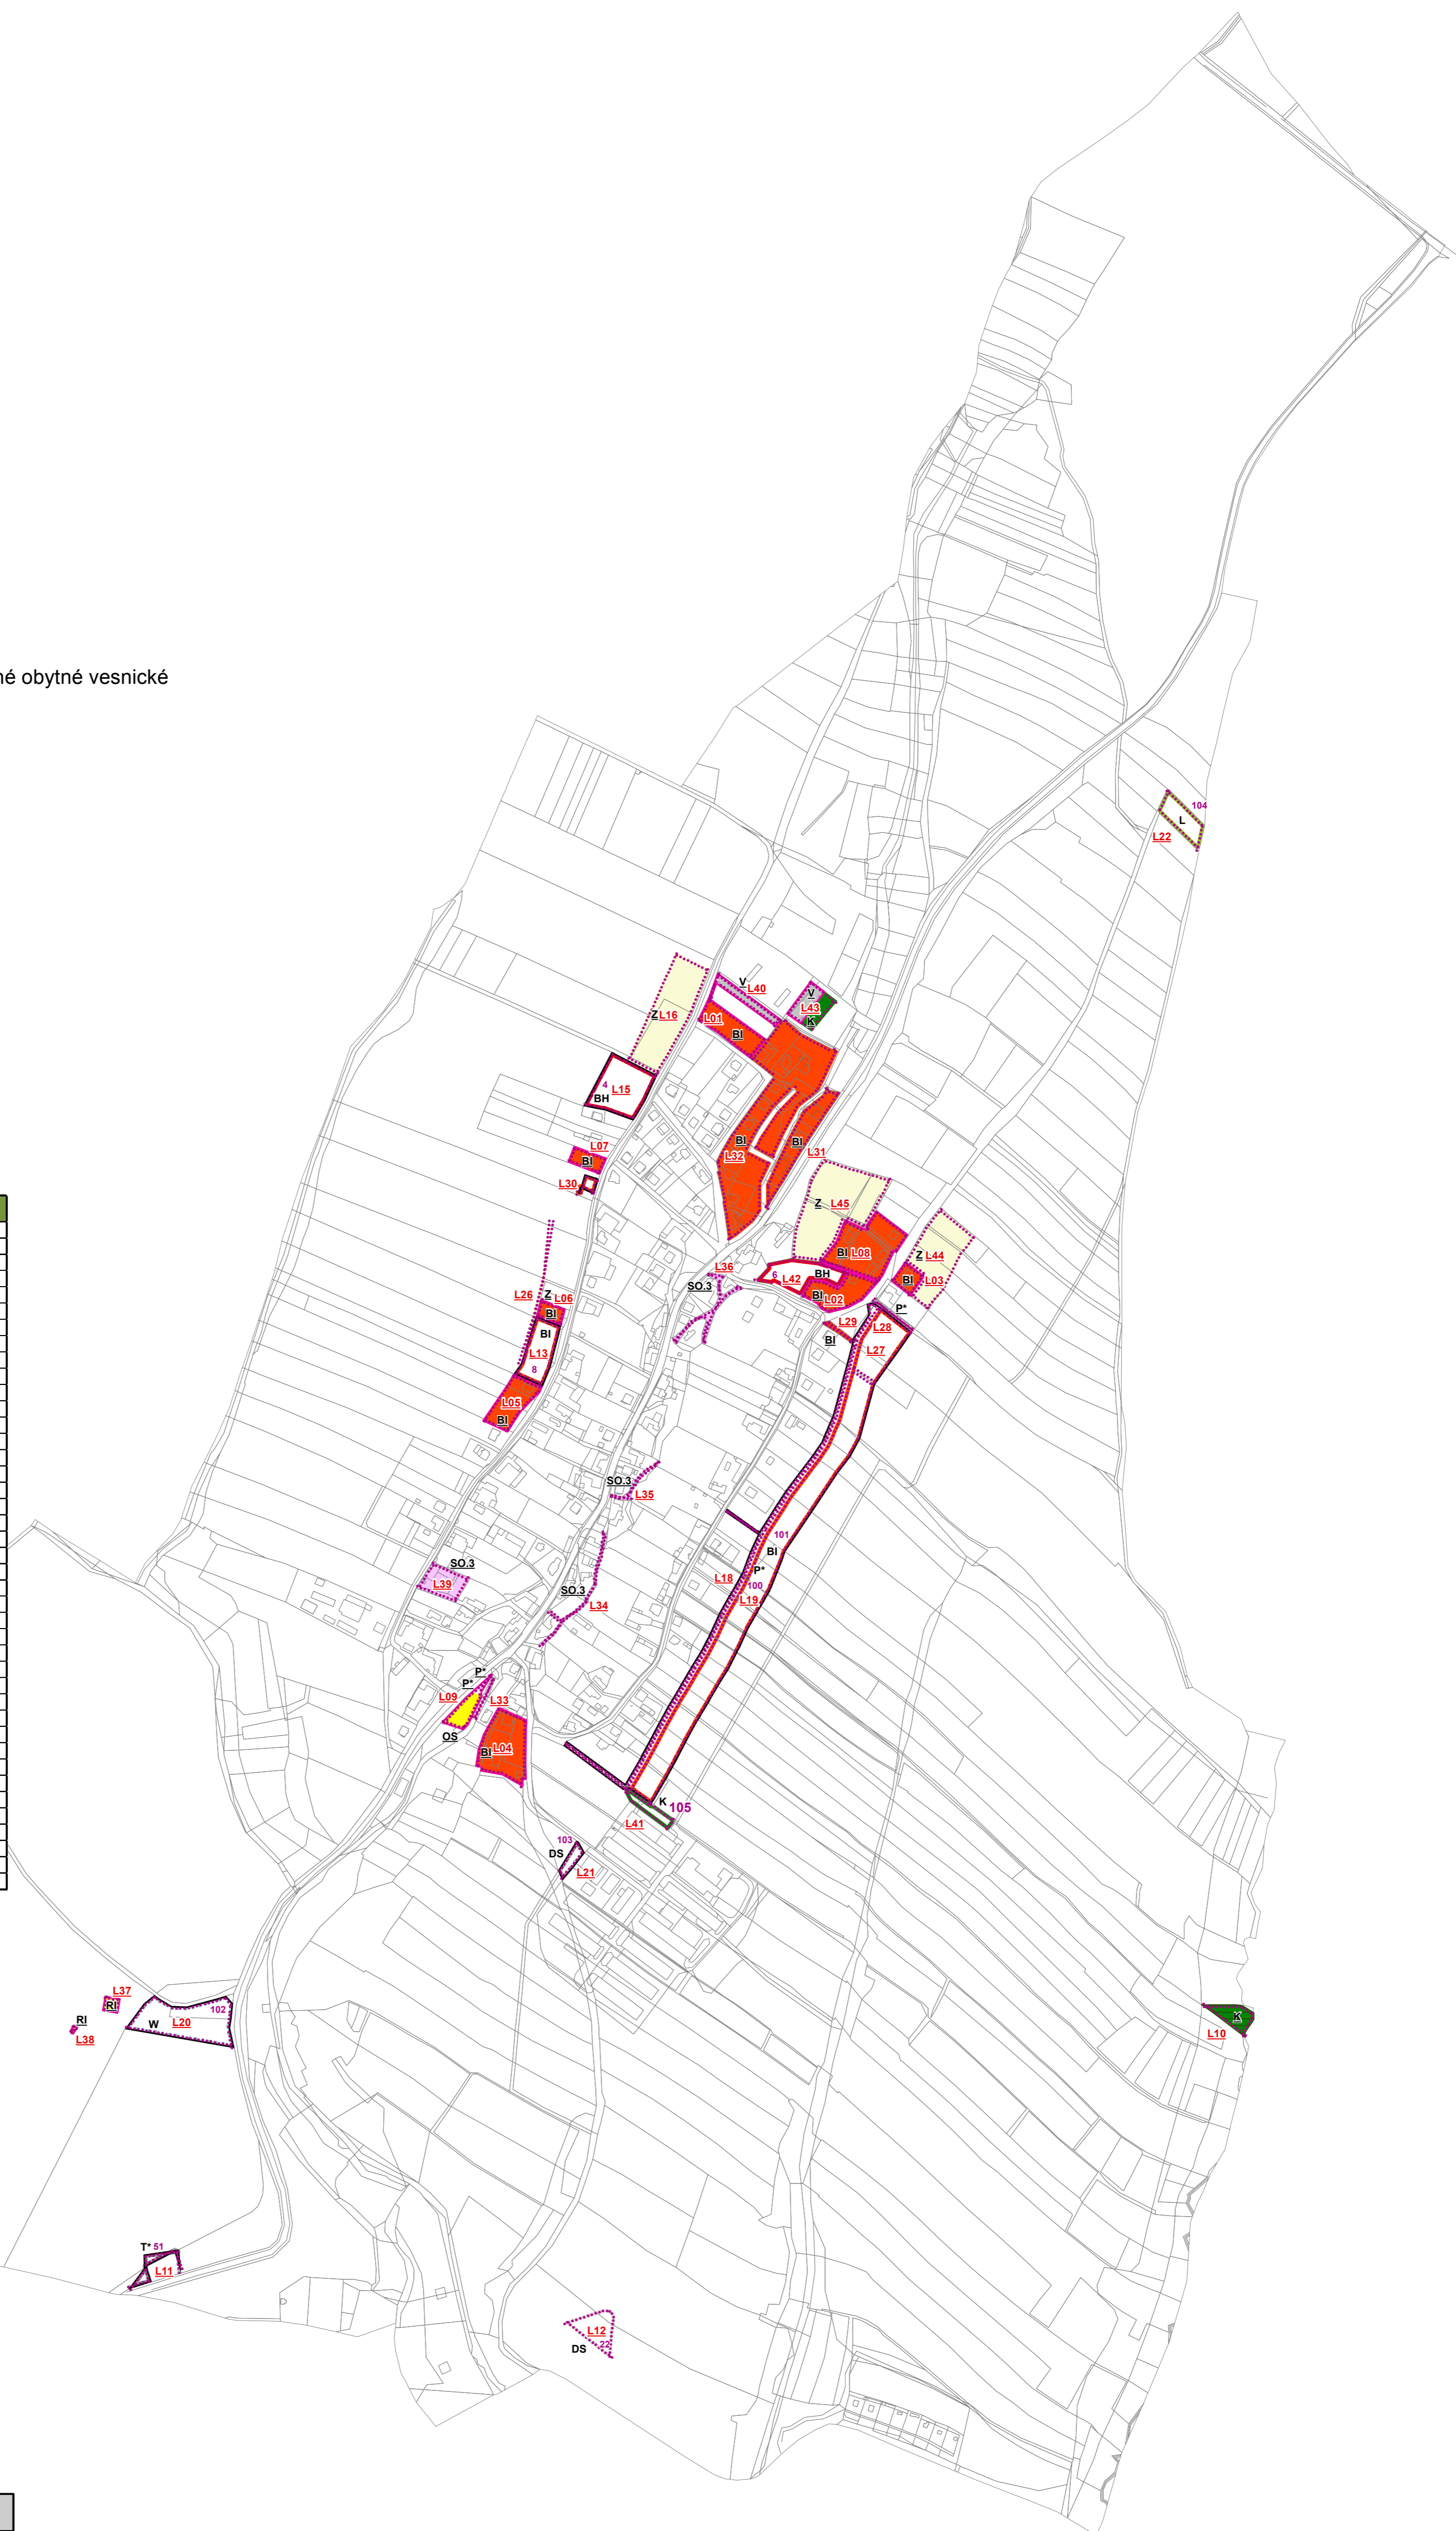 né obytné vesnické
104
L
L22
V
L40
V
L43
K
Z L16
L01
BI
4
L15
BH
L07
BI
L30
BI
L32
BI
L31
Z
L45
BI L08
Z L44
BI
L03
L36
SO.3
6
L42
BH
BI
L02
P*
L29
BI
L28
L27
L26
Z
L06
BI
BI
L13
8
L05
BI
SO.3
L35
SO.3
L39
SO.3
L34
101
BI
L18
P*
100
L19
P*
P*
L09
L33
OS
BI
L04
K
105
L41
103
DS
L21
L37
RI
RI
L38
102
W
L20
K
L10
T* 51
L11
L12
22
DS